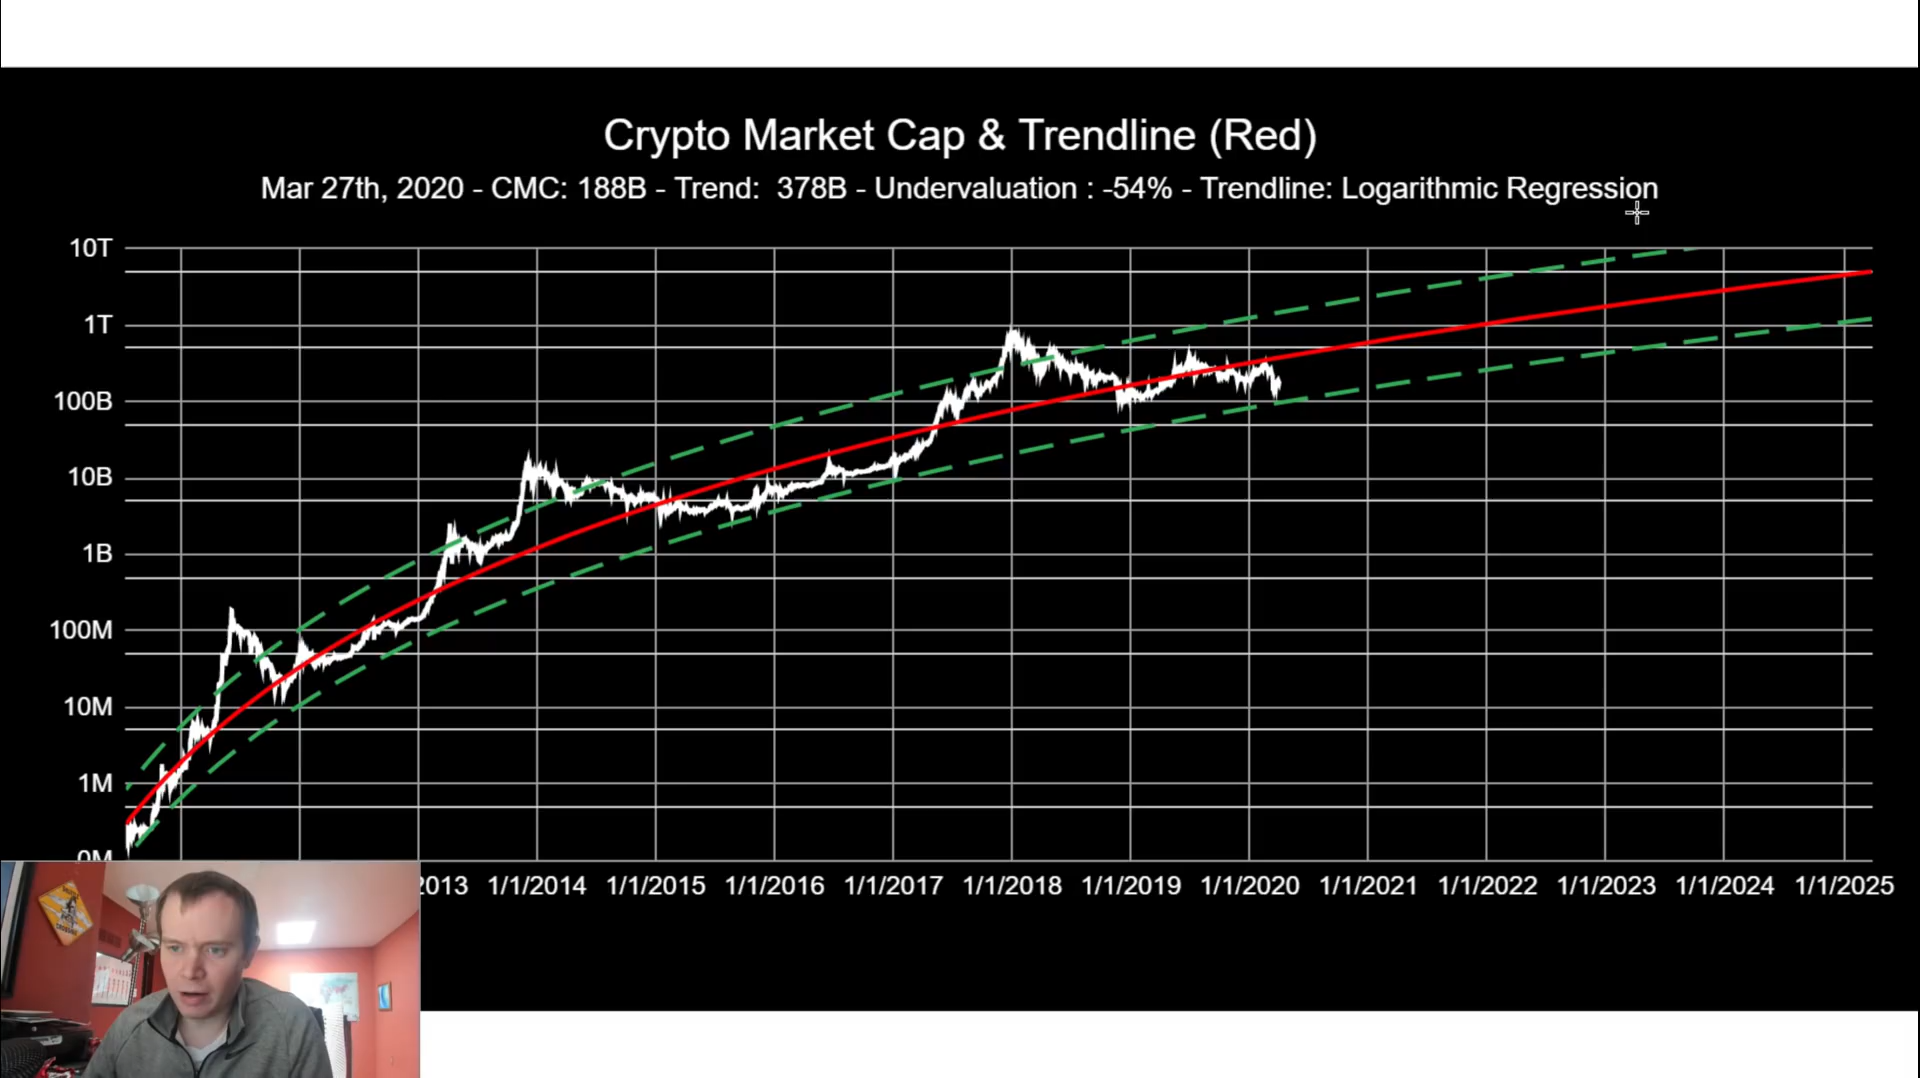 Crypto Market Cap & Trendline (Red)
Mar 27th, 2020 - CMC: 188B - Trend: 378B - Undervaluation : -54% - Trendline: Logarithmic Regression
10T
1T
100B
10B
1B
100M
10M
1M
0M
2013 1/1/2014 1/1/2015 1/1/2016 1/1/2017 1/1/2018 1/1/2019 1/1/2020 1/1/2021 1/1/2022 1/1/2023 1/1/2024 1/1/2025